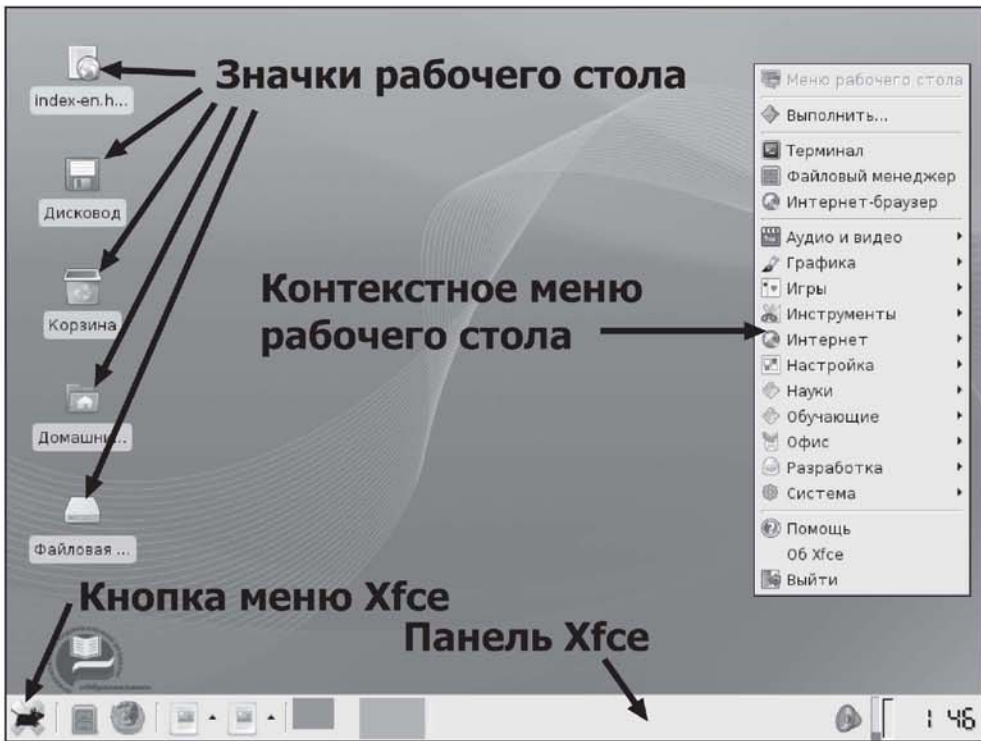 Значки рабочего стола
index-en.h...
Дисковод
Корзина
Домашни...
Файловая ...
Контекстное меню
рабочего стола
Меню рабочего стола
Выполнить...
Терминал
Файловый менеджер
Интернет-браузер
Аудио и видео
Графика
Игры
Инструменты
Интернет
Настройка
Науки
Обучающие
Офис
Разработка
Система
Помощь
Об Xfce
Выйти
Кнопка меню Xfce
Панель Xfce
1 46